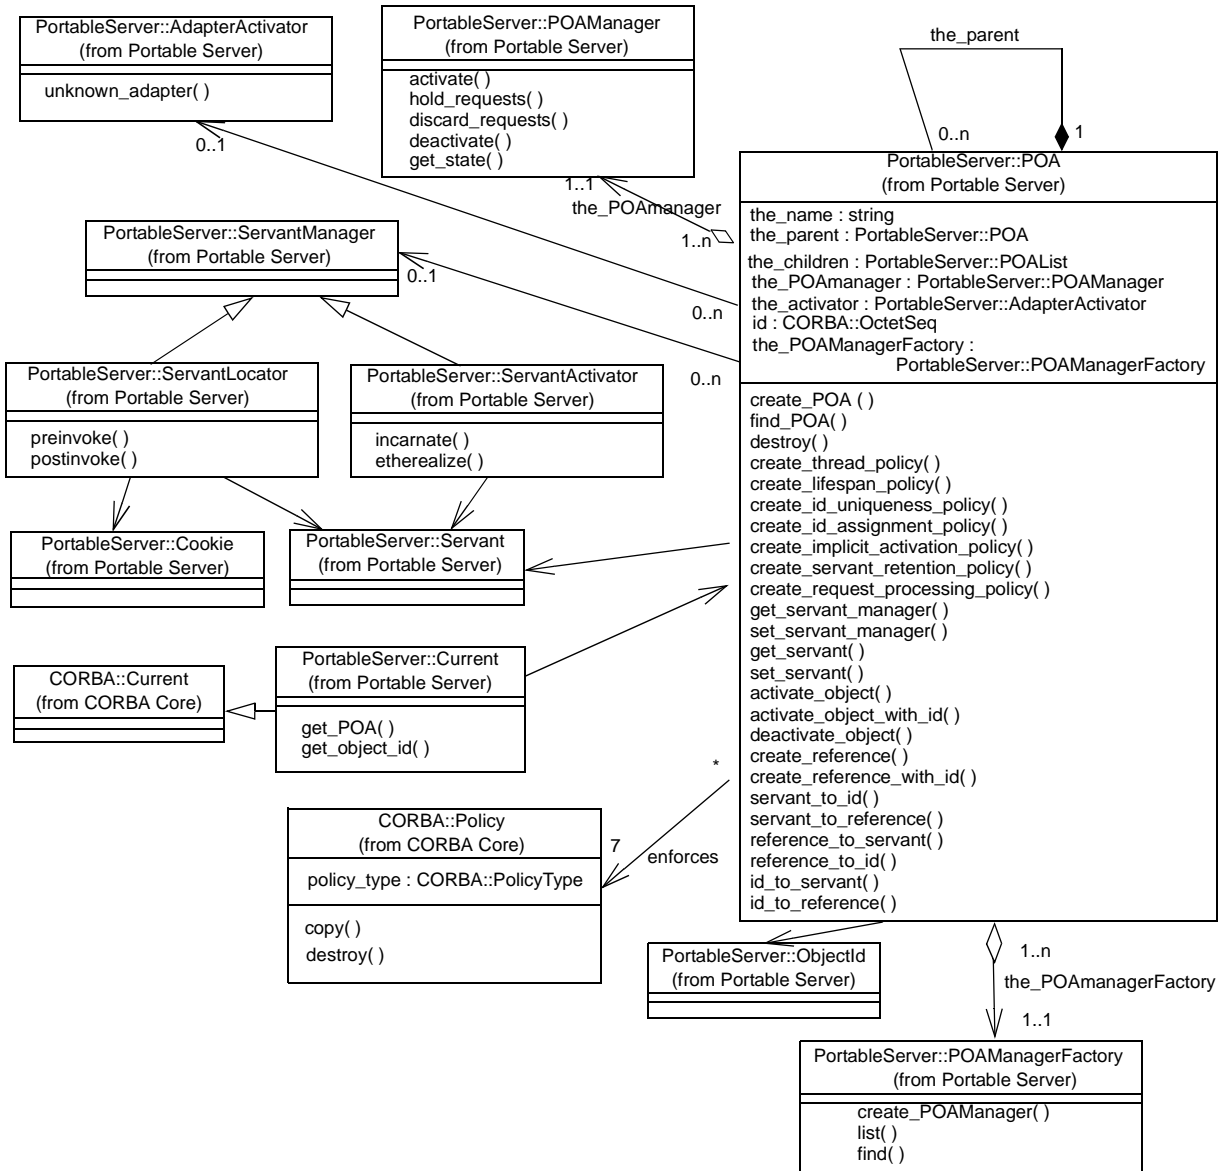 PortableServer::AdapterActivator
(from Portable Server)
unknown_adapter( )
0..1
PortableServer::POAManager
(from Portable Server)
activate( )
hold_requests( )
discard_requests( )
deactivate( )
get_state( )
1..1
the_POAmanager
1..n
the_parent
0..n
1
PortableServer::POA
(from Portable Server)
the_name : string
the_parent : PortableServer::POA
the_children : PortableServer::POAList
the_POAmanager : PortableServer::POAManager
the_activator : PortableServer::AdapterActivator
id : CORBA::OctetSeq
the_POAManagerFactory :
PortableServer::POAManagerFactory
create_POA ( )
find_POA( )
destroy( )
create_thread_policy( )
create_lifespan_policy( )
create_id_uniqueness_policy( )
create_id_assignment_policy( )
create_implicit_activation_policy( )
create_servant_retention_policy( )
create_request_processing_policy( )
get_servant_manager( )
set_servant_manager( )
get_servant( )
set_servant( )
activate_object( )
activate_object_with_id( )
deactivate_object( )
create_reference( )
create_reference_with_id( )
servant_to_id( )
servant_to_reference( )
reference_to_servant( )
reference_to_id( )
id_to_servant( )
id_to_reference( )
PortableServer::ServantManager
(from Portable Server)
0..1
0..n
0..n
PortableServer::ServantLocator
(from Portable Server)
preinvoke( )
postinvoke( )
PortableServer::ServantActivator
(from Portable Server)
incarnate( )
etherealize( )
PortableServer::Cookie
(from Portable Server)
PortableServer::Servant
(from Portable Server)
CORBA::Current
(from CORBA Core)
PortableServer::Current
(from Portable Server)
get_POA( )
get_object_id( )
CORBA::Policy
(from CORBA Core)
policy_type : CORBA::PolicyType
copy( )
destroy( )
*
7
enforces
PortableServer::ObjectId
(from Portable Server)
1..n
the_POAmanagerFactory
1..1
PortableServer::POAManagerFactory
(from Portable Server)
create_POAManager( )
list( )
find( )